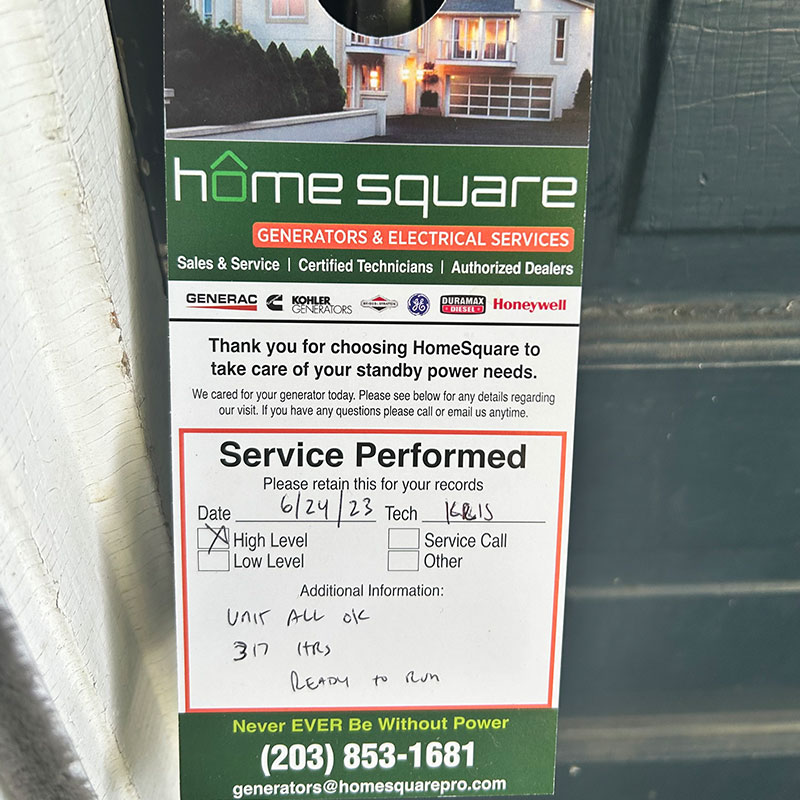 home square
GENERATORS & ELECTRICAL SERVICES
Sales & Service | Certified Technicians | Authorized Dealers
GENERAC KOHLER GENERATORS BRIGGS & STRATTON GE DURAMAX DIESEL Honeywell
Thank you for choosing HomeSquare to
take care of your standby power needs.
We cared for your generator today. Please see below for any details regarding
our visit. If you have any questions please call or email us anytime.
Service Performed
Please retain this for your records
Date 6/24/23 Tech KRIS
X High Level Service Call
Low Level Other
Additional Information:
UNIT ALL OK
317 HRS
READY TO RUN
Never EVER Be Without Power
(203) 853-1681
generators@homesquarepro.com